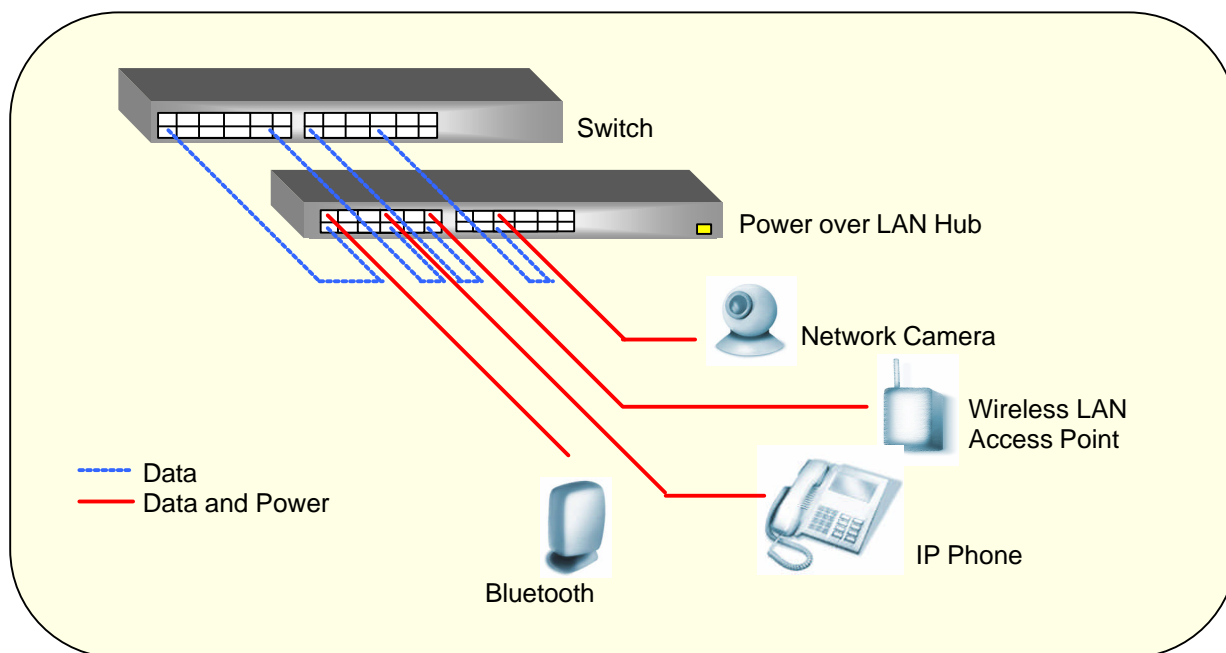 Switch
Power over LAN Hub
Network Camera
Wireless LAN
Access Point
Data
Data and Power
IP Phone
Bluetooth